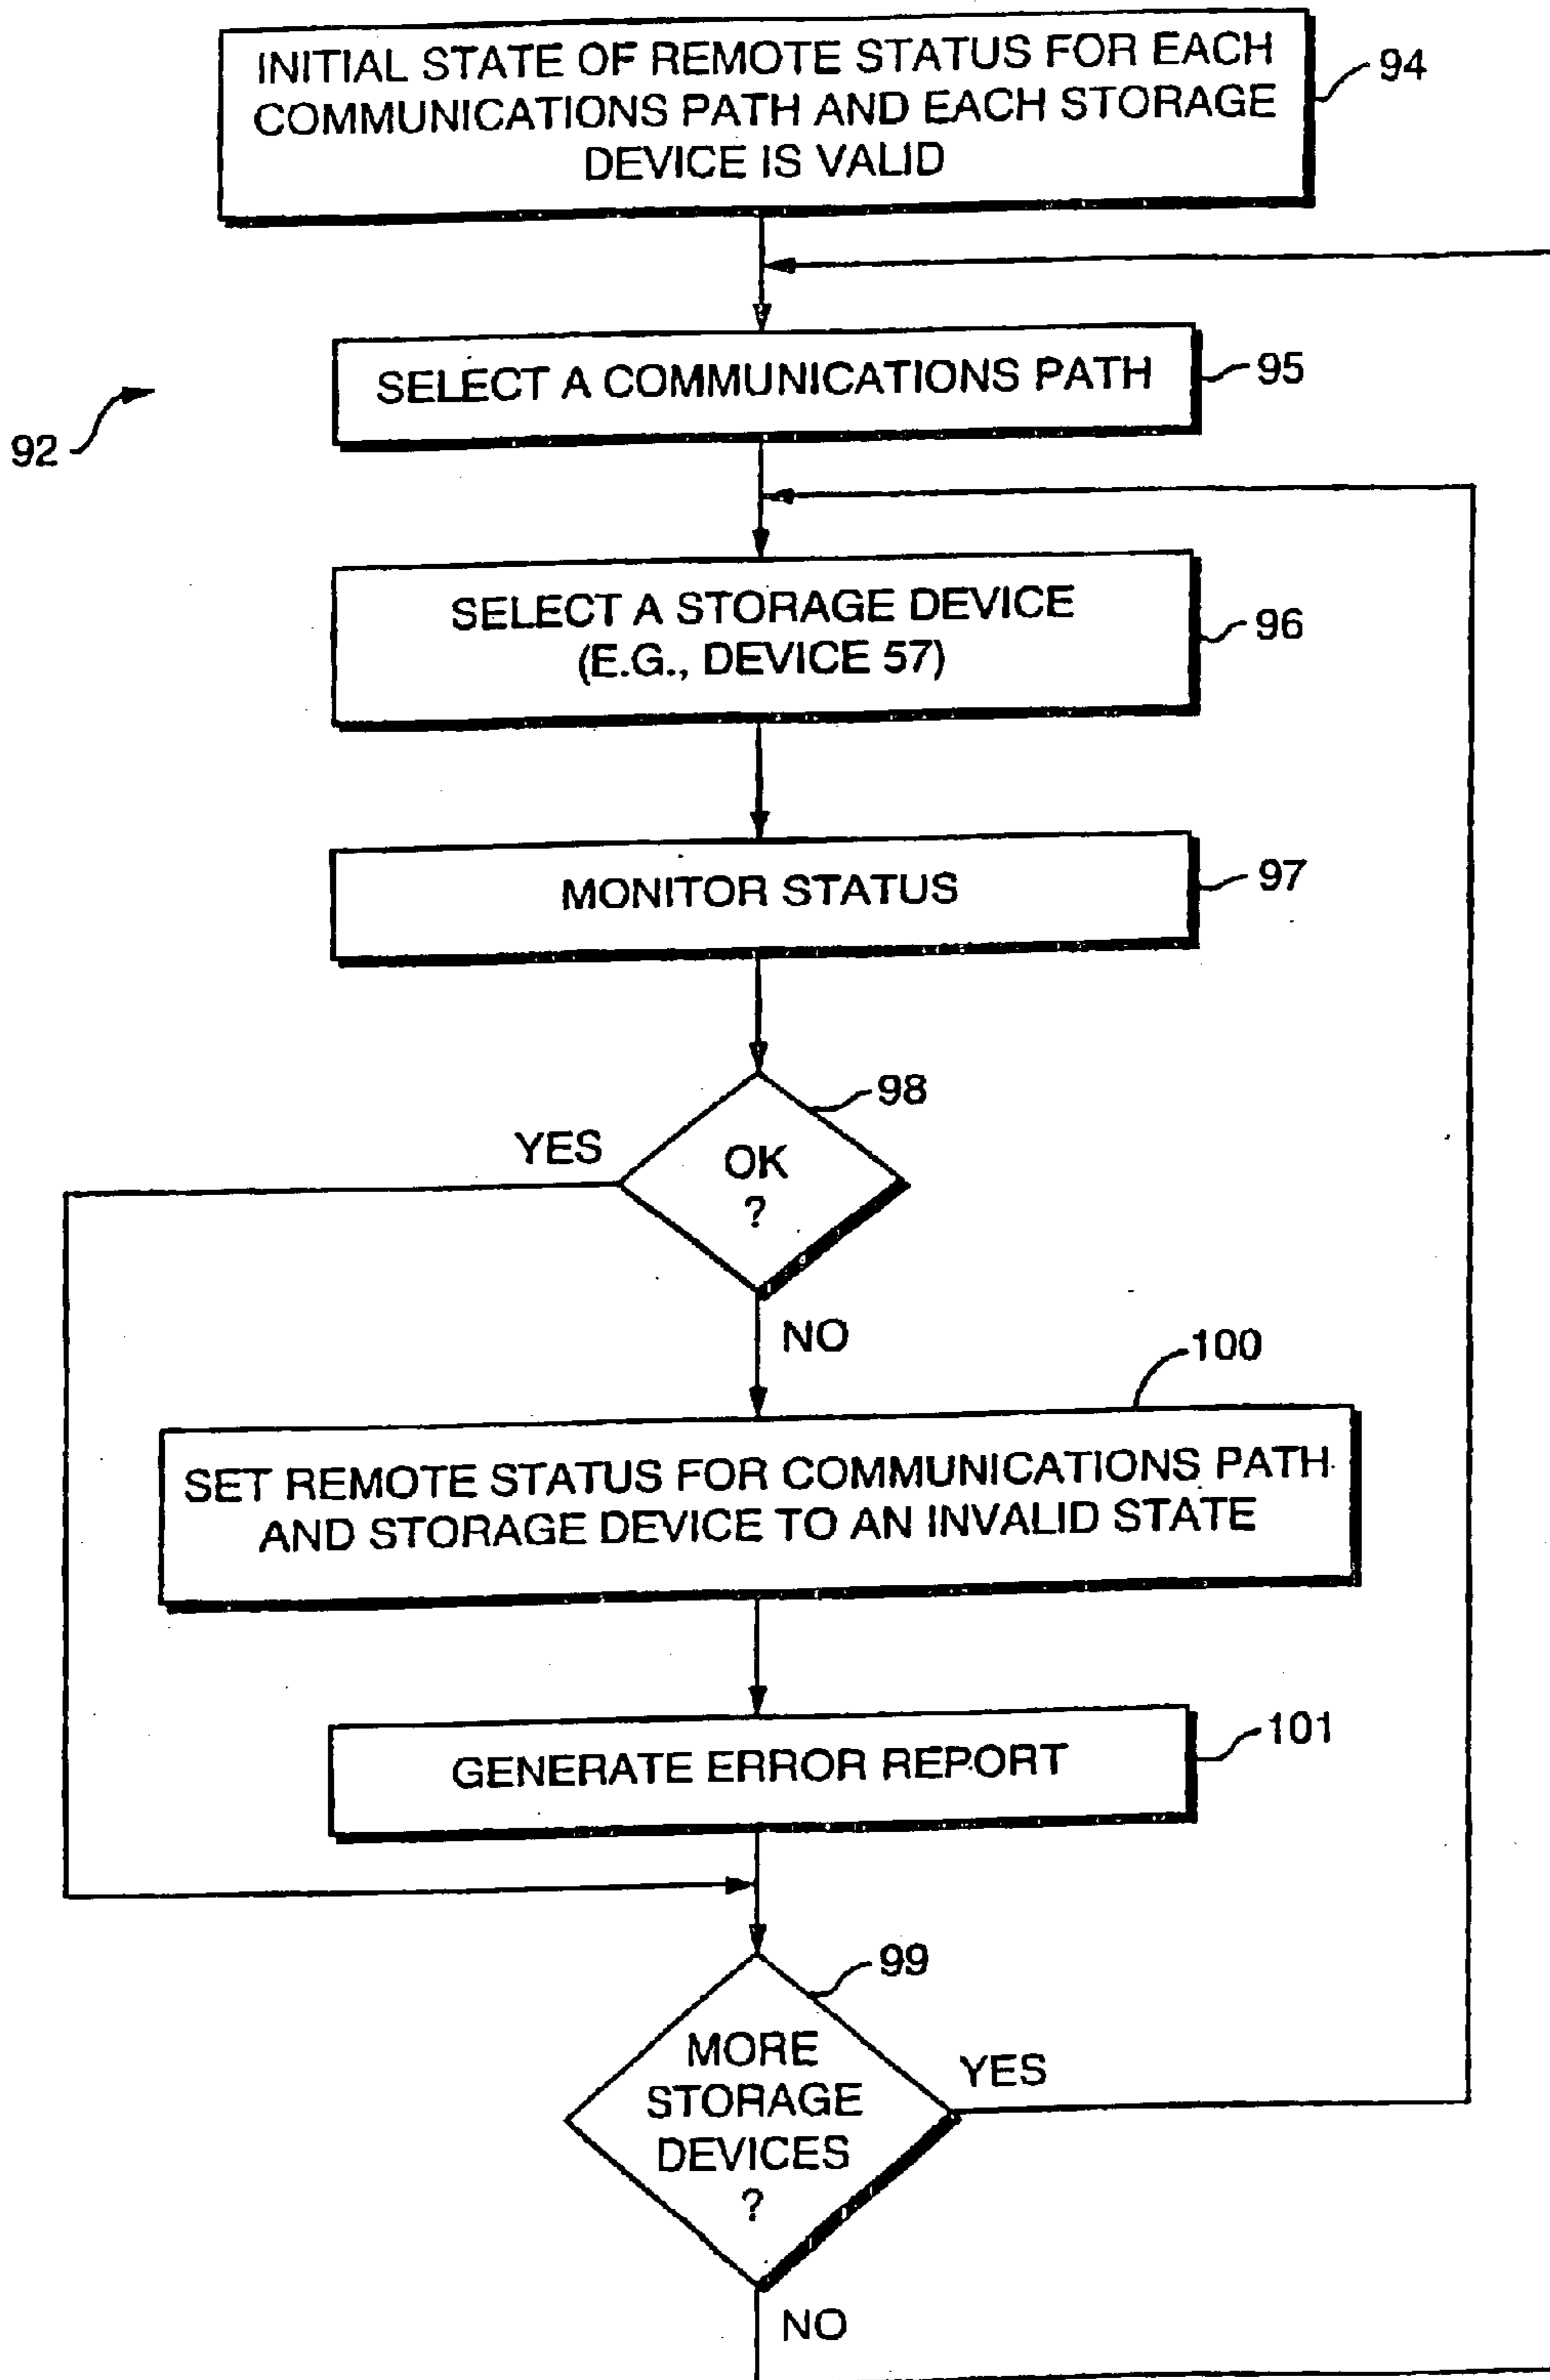 INITIAL STATE OF REMOTE STATUS FOR EACH
COMMUNICATIONS PATH AND EACH STORAGE
DEVICE IS VALID
94
SELECT A COMMUNICATIONS PATH
95
92
SELECT A STORAGE DEVICE
(E.G., DEVICE 57)
96
MONITOR STATUS
97
98
YES
OK
?
NO
100
SET REMOTE STATUS FOR COMMUNICATIONS PATH
AND STORAGE DEVICE TO AN INVALID STATE
GENERATE ERROR REPORT
101
99
MORE
STORAGE
DEVICES
?
YES
NO